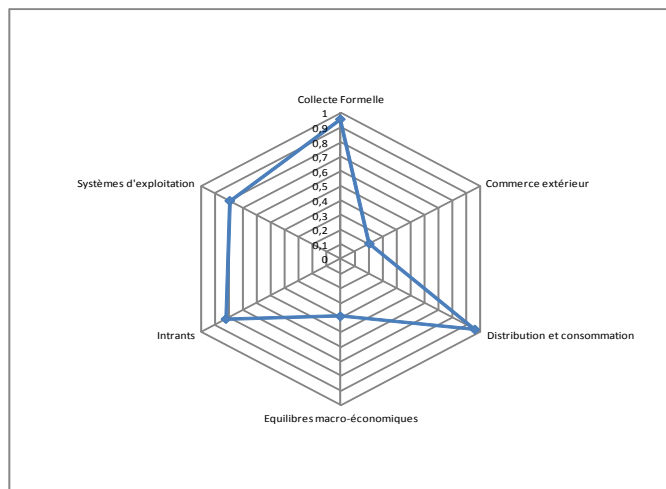 Collecte Formelle
1
0,9
0,8
0,7
0,6
0,5
0,4
0,3
0,2
0,1
0
Systèmes d'exploitation
Commerce extérieur
Intrants
Distribution et consommation
Equilibres macro-économiques